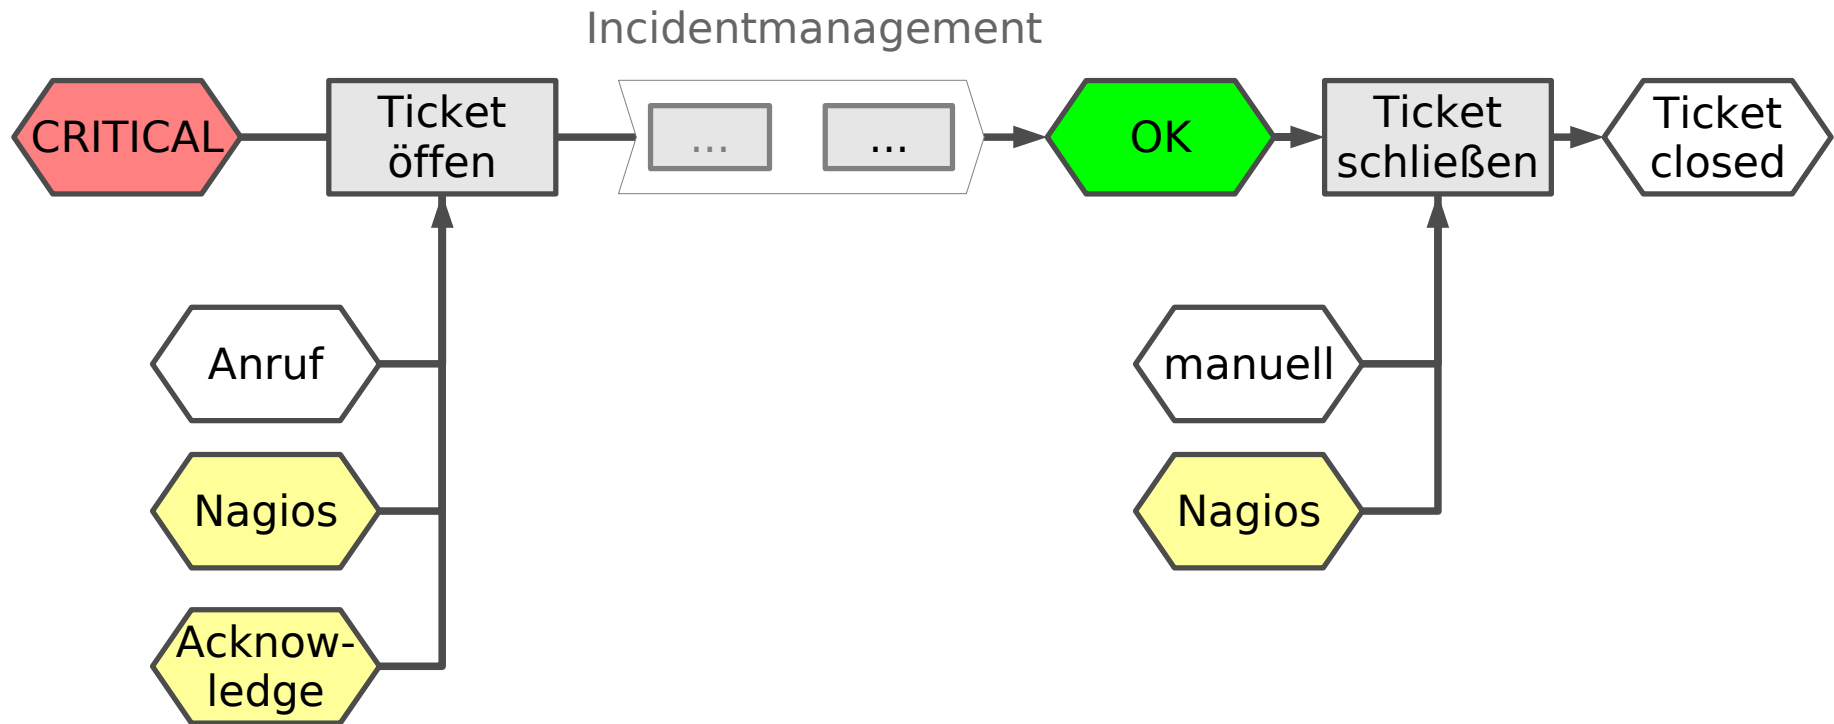 Incidentmanagement
CRITICAL
Ticket
öffen
...
...
OK
Ticket
schließen
Ticket
closed
Anruf
manuell
Nagios
Nagios
Acknow-
ledge